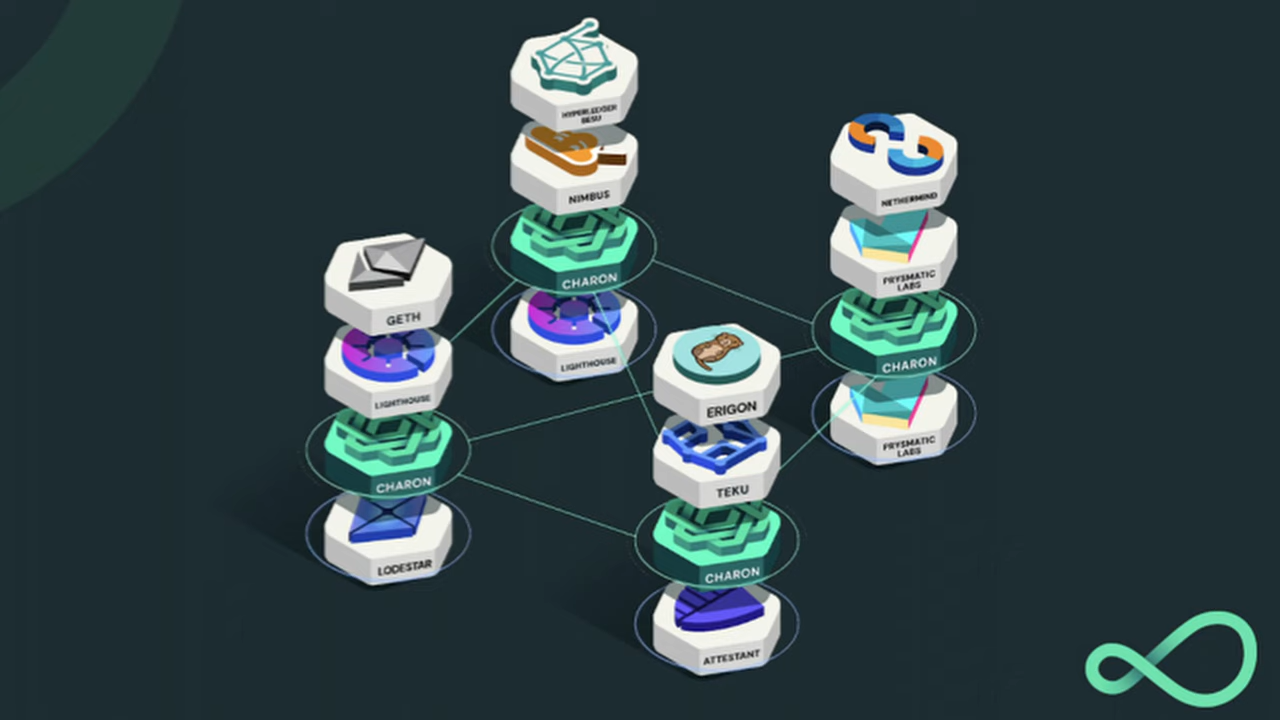 HYPERLEDGER
BESU
NIMBUS
CHARON
LIGHTHOUSE
NETHERMIND
PRYSMATIC
LABS
CHARON
PRYSMATIC
LABS
GETH
LIGHTHOUSE
CHARON
LODESTAR
ERIGON
TEKU
CHARON
ATTESTANT